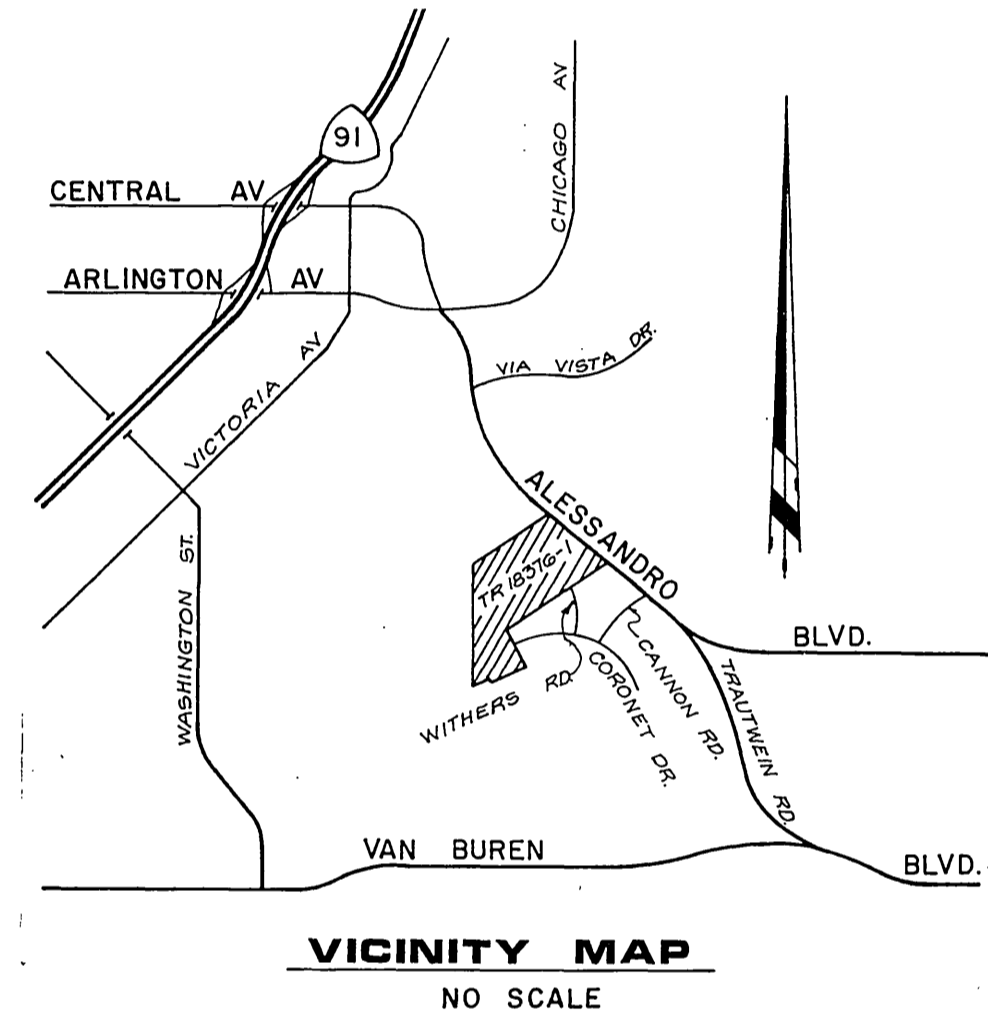 91
CHICAGO AV
CENTRAL AV
ARLINGTON AV
VIA VISTA DR.
VICTORIA AV
ALESSANDRO
BLVD.
TR 18376-1
WASHINGTON ST.
WITHERS RD.
CORONET DR.
CANNON RD.
TRAUTWEIN RD.
VAN BUREN
BLVD.
VICINITY MAP
NO SCALE